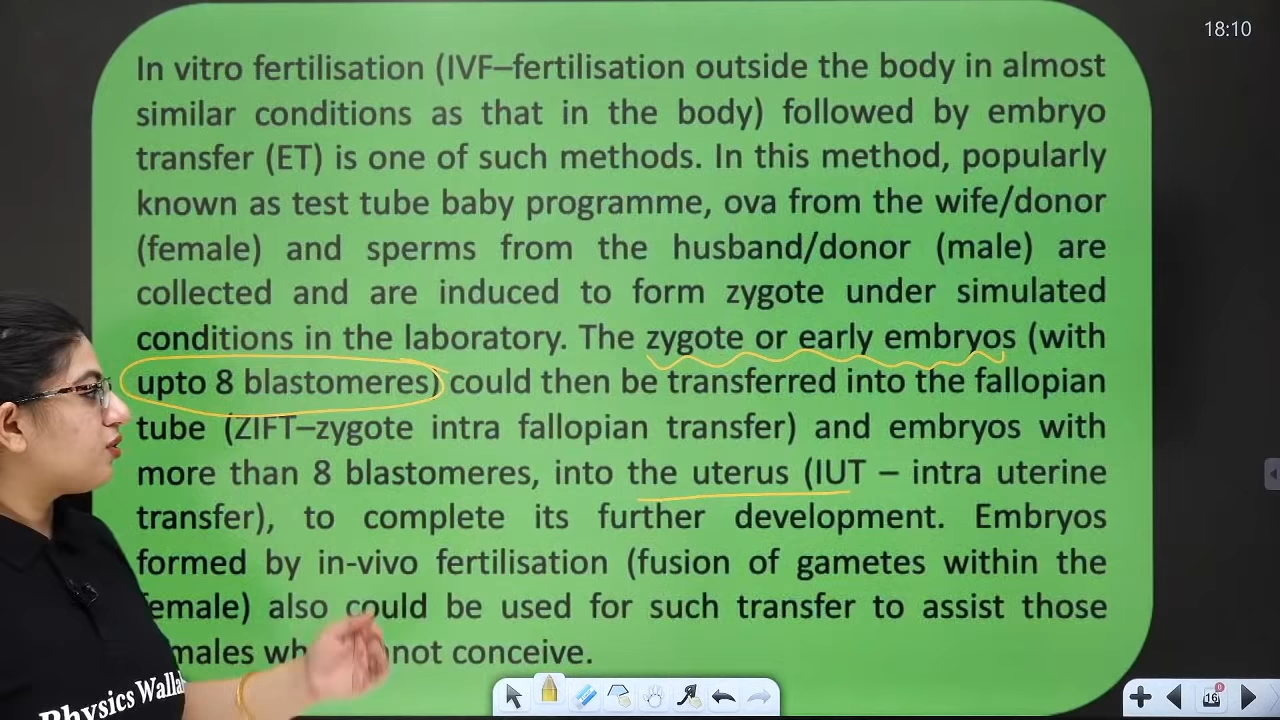 18:10
In vitro fertilisation (IVF–fertilisation outside the body in almost
similar conditions as that in the body) followed by embryo
transfer (ET) is one of such methods. In this method, popularly
known as test tube baby programme, ova from the wife/donor
(female) and sperms from the husband/donor (male) are
collected and are induced to form zygote under simulated
conditions in the laboratory. The zygote or early embryos (with
upto 8 blastomeres) could then be transferred into the fallopian
tube (ZIFT–zygote intra fallopian transfer) and embryos with
more than 8 blastomeres, into the uterus (IUT – intra uterine
transfer), to complete its further development. Embryos
formed by in-vivo fertilisation (fusion of gametes within the
emale) also could be used for such transfer to assist those
males wh nnot conceive.
Physics Walla
16